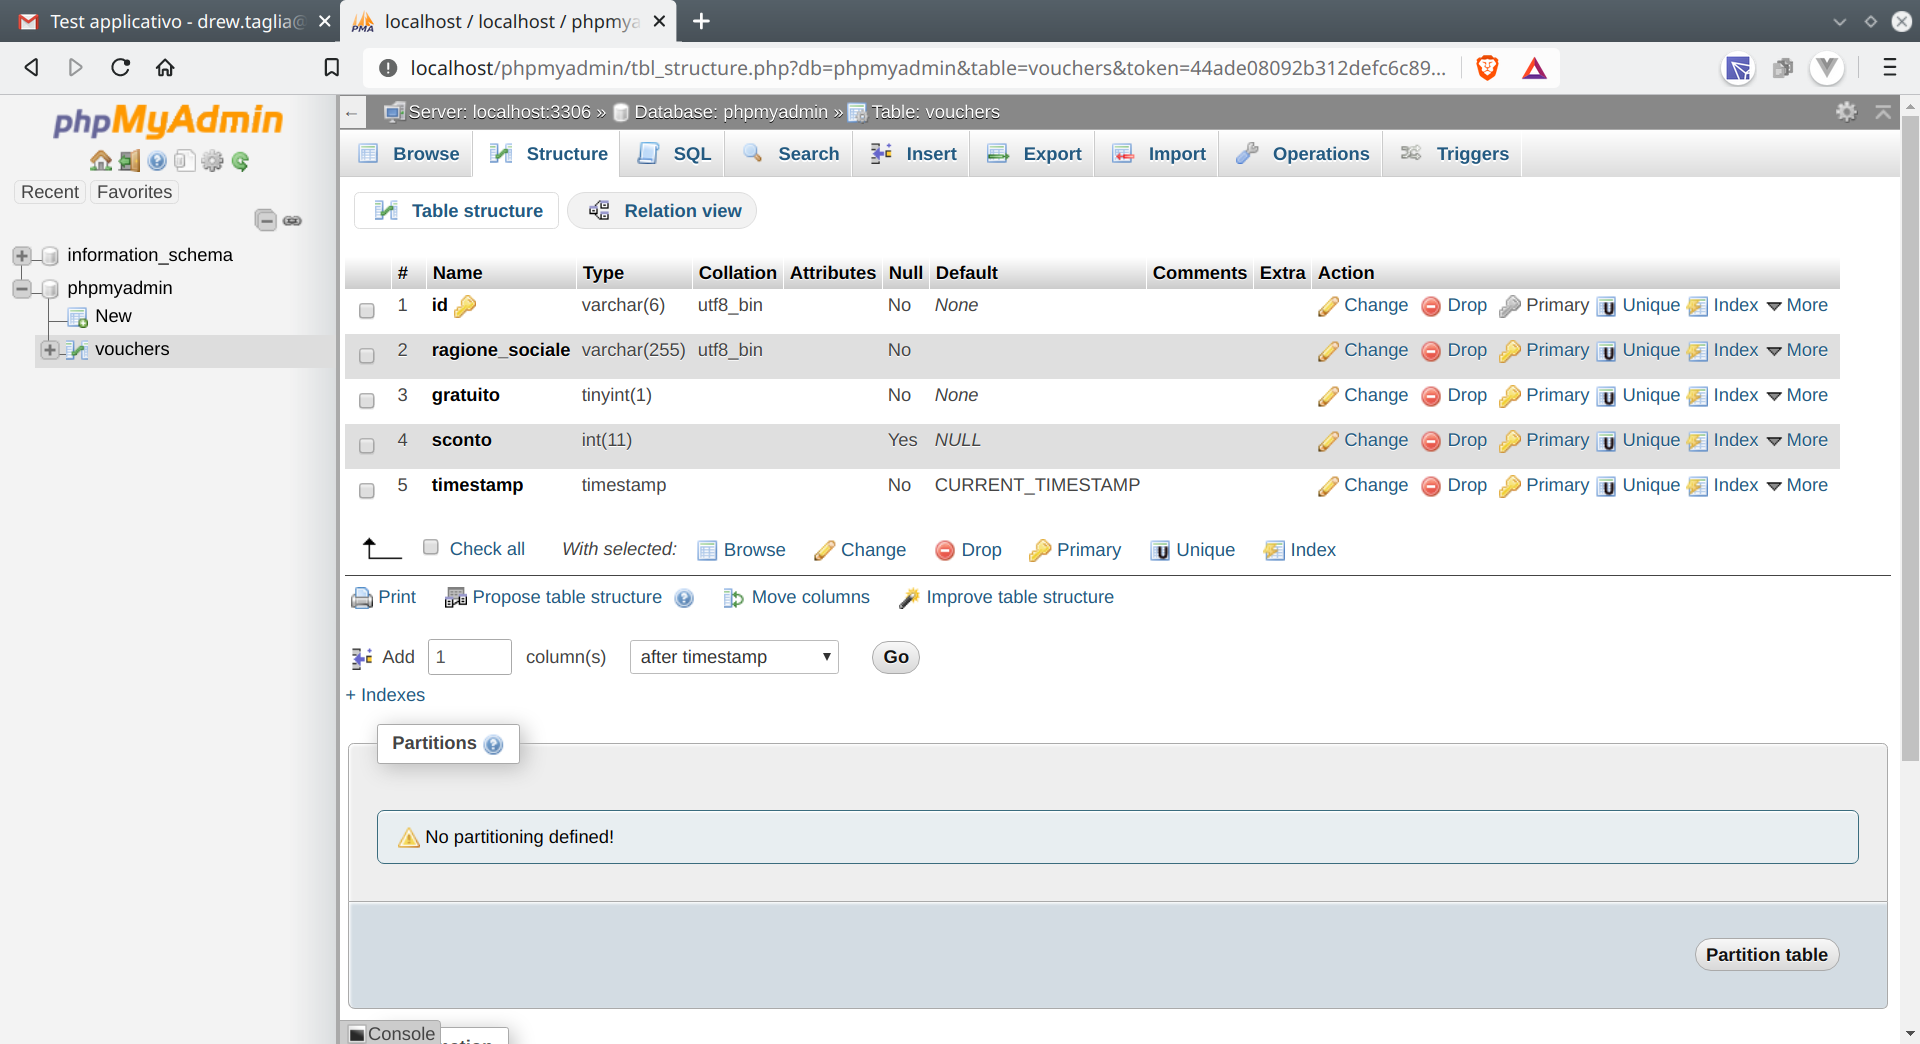 Test applicativo - drew.taglia@
localhost / localhost / phpmya
localhost/phpmyadmin/tbl_structure.php?db=phpmyadmin&table=vouchers&token=44ade08092b312defc6c89...
phpMyAdmin
Recent Favorites
information_schema
phpmyadmin
New
vouchers
Server: localhost:3306 » Database: phpmyadmin » Table: vouchers
Browse Structure SQL Search Insert Export Import Operations Triggers
Table structure Relation view
# Name Type Collation Attributes Null Default Comments Extra Action
1 id varchar(6) utf8_bin No None Change Drop Primary Unique Index More
2 ragione_sociale varchar(255) utf8_bin No Change Drop Primary Unique Index More
3 gratuito tinyint(1) No None Change Drop Primary Unique Index More
4 sconto int(11) Yes NULL Change Drop Primary Unique Index More
5 timestamp timestamp No CURRENT_TIMESTAMP Change Drop Primary Unique Index More
Check all With selected: Browse Change Drop Primary Unique Index
Print Propose table structure Move columns Improve table structure
Add 1 column(s) after timestamp Go
+ Indexes
Partitions
No partitioning defined!
Partition table
Console